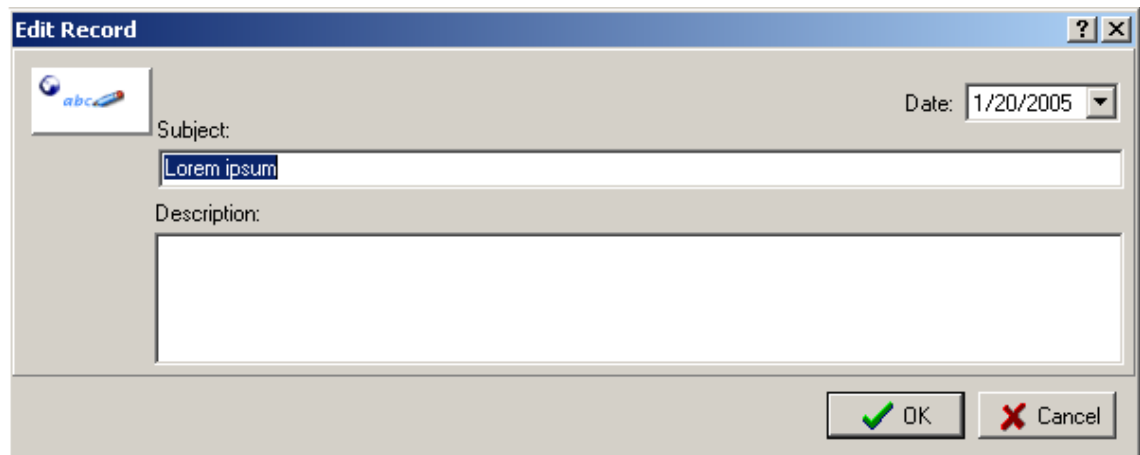 Edit Record
abc
Date: 1/20/2005
Subject:
Lorem ipsum
Description:
OK Cancel